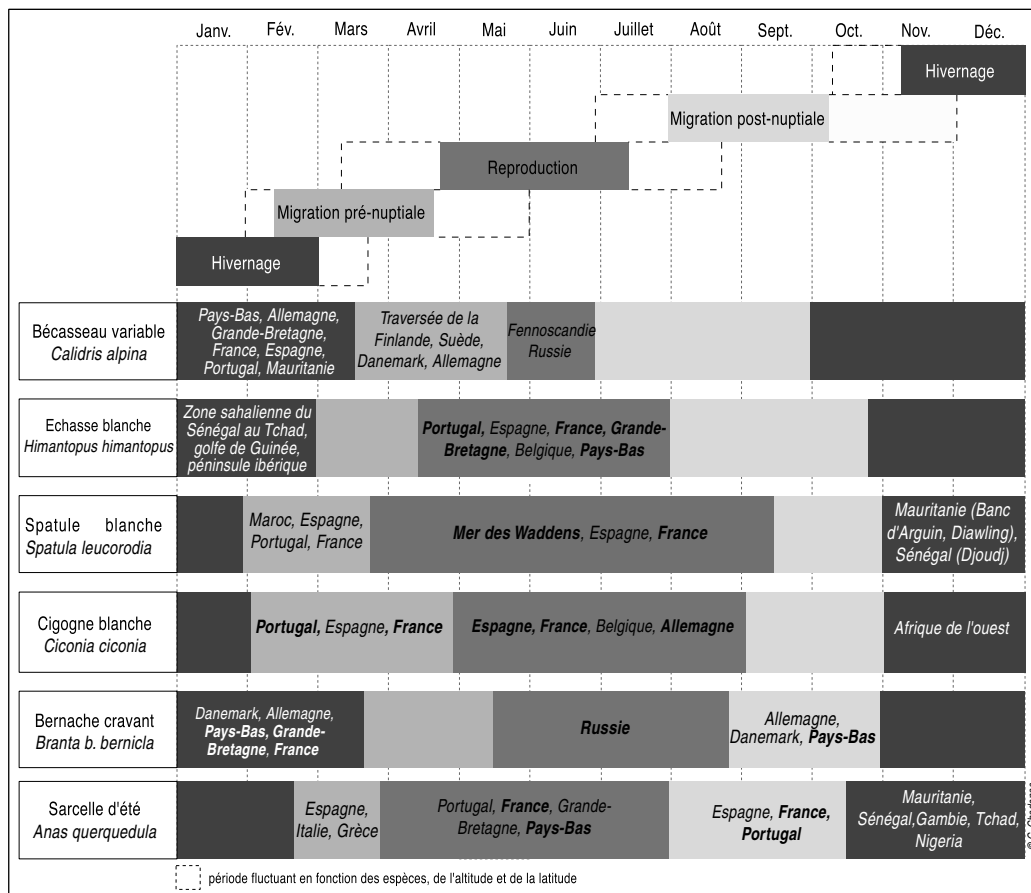 Janv. Fév. Mars Avril Mai Juin Juillet Août Sept. Oct. Nov. Déc.
Hivernage
Migration post-nuptiale
Reproduction
Migration pré-nuptiale
Hivernage
Bécasseau variable
Calidris alpina
Pays-Bas, Allemagne,
Grande-Bretagne,
France, Espagne,
Portugal, Mauritanie
Traversée de la
Finlande, Suède,
Danemark, Allemagne
Fennoscandie
Russie
Echasse blanche
Himantopus himantopus
Zone sahalienne du
Sénégal au Tchad,
golfe de Guinée,
péninsule ibérique
Portugal, Espagne, France, Grande-
Bretagne, Belgique, Pays-Bas
Spatule blanche
Spatula leucorodia
Maroc, Espagne,
Portugal, France
Mer des Waddens, Espagne, France
Mauritanie (Banc
d'Arguin, Diawling),
Sénégal (Djoudj)
Cigogne blanche
Ciconia ciconia
Portugal, Espagne, France
Espagne, France, Belgique, Allemagne
Afrique de l'ouest
Bernache cravant
Branta b. bernicla
Danemark, Allemagne,
Pays-Bas, Grande-
Bretagne, France
Russie
Allemagne,
Danemark, Pays-Bas
Sarcelle d'été
Anas querquedula
Espagne,
Italie, Grèce
Portugal, France, Grande-
Bretagne, Pays-Bas
Espagne, France,
Portugal
Mauritanie,
Sénégal,Gambie, Tchad,
Nigeria
période fluctuant en fonction des espèces, de l'altitude et de la latitude